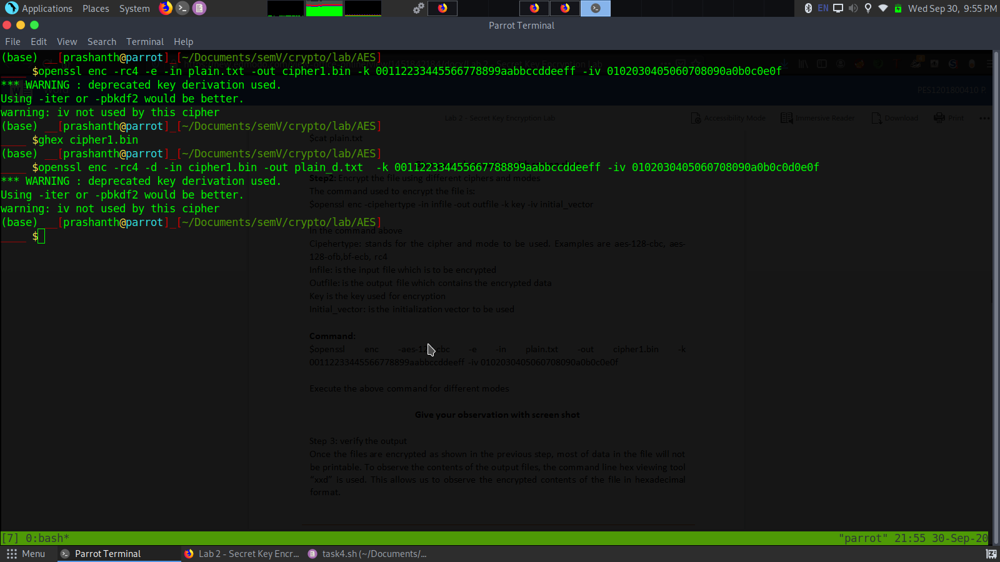 Applications Places System EN Wed Sep 30, 9:55 PM
Parrot Terminal
File Edit View Search Terminal Help
(base) __[prashanth@parrot]_[~/Documents/semV/crypto/lab/AES]
____ $openssl enc -rc4 -e -in plain.txt -out cipher1.bin -k 00112233445566778899aabbccddeeff -iv 0102030405060708090a0b0c0e0f
*** WARNING : deprecated key derivation used.
Using -iter or -pbkdf2 would be better.
PES1201800410 P.
warning: iv not used by this cipher
Lab 2 - Secret Key Encryption Lab Accessibility Mode Immersive Reader Download Print ...
(base) __[prashanth@parrot]_[~/Documents/semV/crypto/lab/AES]
____ $ghex cipher1.bin
$cat plain.txt
(base) __[prashanth@parrot]_[~/Documents/semV/crypto/lab/AES]
____ $openssl enc -rc4 -d -in cipher1.bin -out plain_d.txt  -k 00112233445566778899aabbccddeeff -iv 0102030405060708090a0b0c0d0e0f
*** WARNING : deprecated key derivation used.
Step2: Encrypt the file using different ciphers and modes
Using -iter or -pbkdf2 would be better.
The command used to encrypt the file is:
warning: iv not used by this cipher
$openssl enc -cipehertype -in infile -out outfile -k key -iv initial_vector
(base) __[prashanth@parrot]_[~/Documents/semV/crypto/lab/AES]
____ $
In the command above
Cipehertype: stands for the cipher and mode to be used. Examples are aes-128-cbc, aes-
128-ofb,bf-ecb, rc4
Infile: is the input file which is to be encrypted
Outfile: is the output file which contains the encrypted data
Key is the key used for encryption
Initial_vector: is the initialization vector to be used
Command:
$openssl enc -aes-128-cbc -e -in plain.txt -out cipher1.bin -k
00112233445566778899aabbccddeeff -iv 0102030405060708090a0b0c0e0f
Execute the above command for different modes
Give your observation with screen shot
Step 3: verify the output
Once the files are encrypted as shown in the previous step, most of data in the file will not
be printable. To observe the contents of the output files, the command line hex viewing tool
“xxd” is used. This allows us to observe the encrypted contents of the file in hexadecimal
format.
[7] 0:bash* "parrot" 21:55 30-Sep-20
Menu Parrot Terminal Lab 2 - Secret Key Encr... task4.sh (~/Documents/...